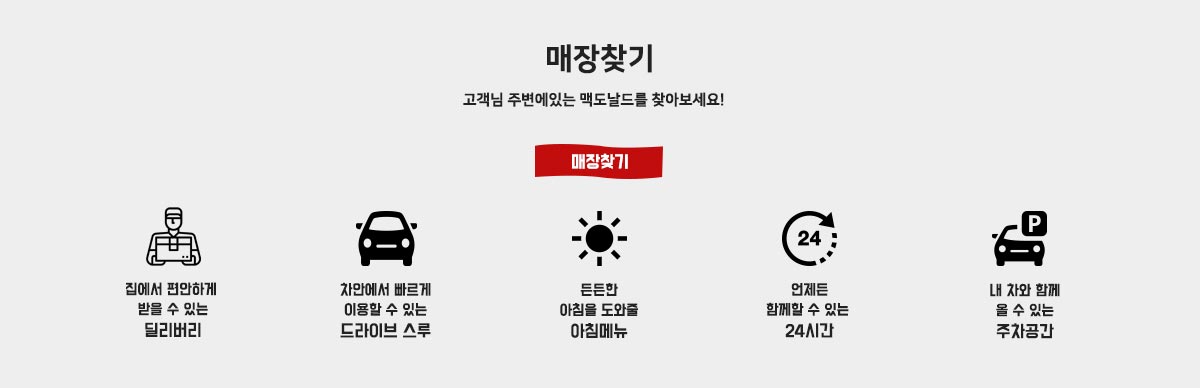 매장찾기
고객님 주변에있는 맥도날드를 찾아보세요!
매장찾기
집에서 편안하게
받을 수 있는
딜리버리
차안에서 빠르게
이용할 수 있는
드라이브 스루
든든한
아침을 도와줄
아침메뉴
24
언제든
함께할 수 있는
24시간
P
내 차와 함께
올 수 있는
주차공간